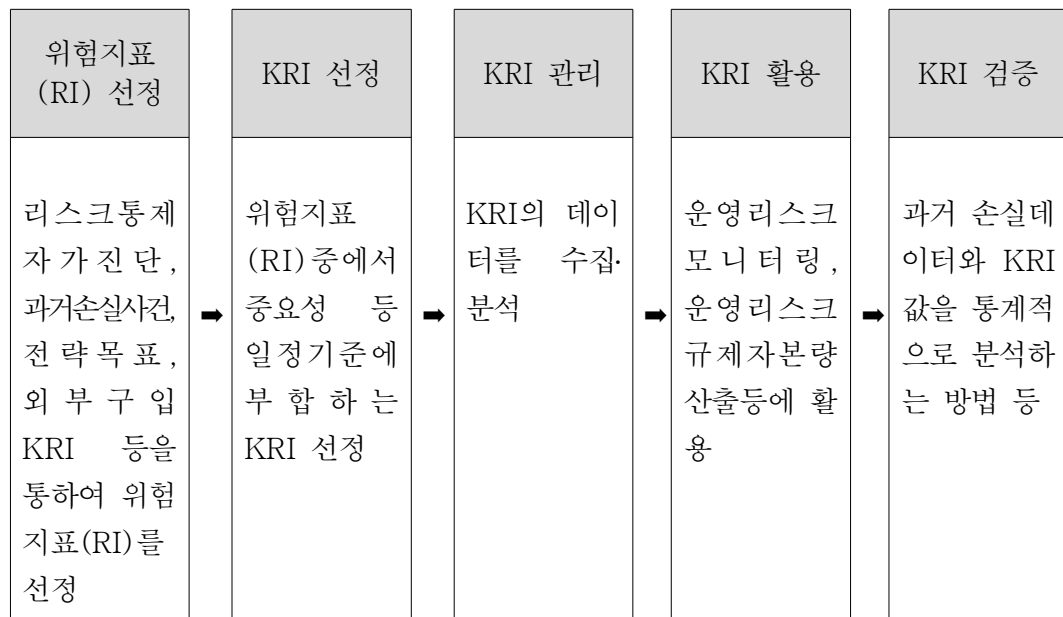 위험지표
(RI) 선정
KRI 선정
KRI 관리
KRI 활용
KRI 검증
리스크통제
자가진단,
과거손실사건,
전략목표,
외부구입
KRI 등을
통하여 위험
지표(RI)를
선정
➡
위험지표
(RI)중에서
중요성 등
일정기준에
부합하는
KRI 선정
➡
KRI의 데이
터를 수집·
분석
➡
운영리스크
모니터링,
운영리스크
규제자본량
산출등에 활
용
➡
과거 손실데
이터와 KRI
값을 통계적
으로 분석하
는 방법 등